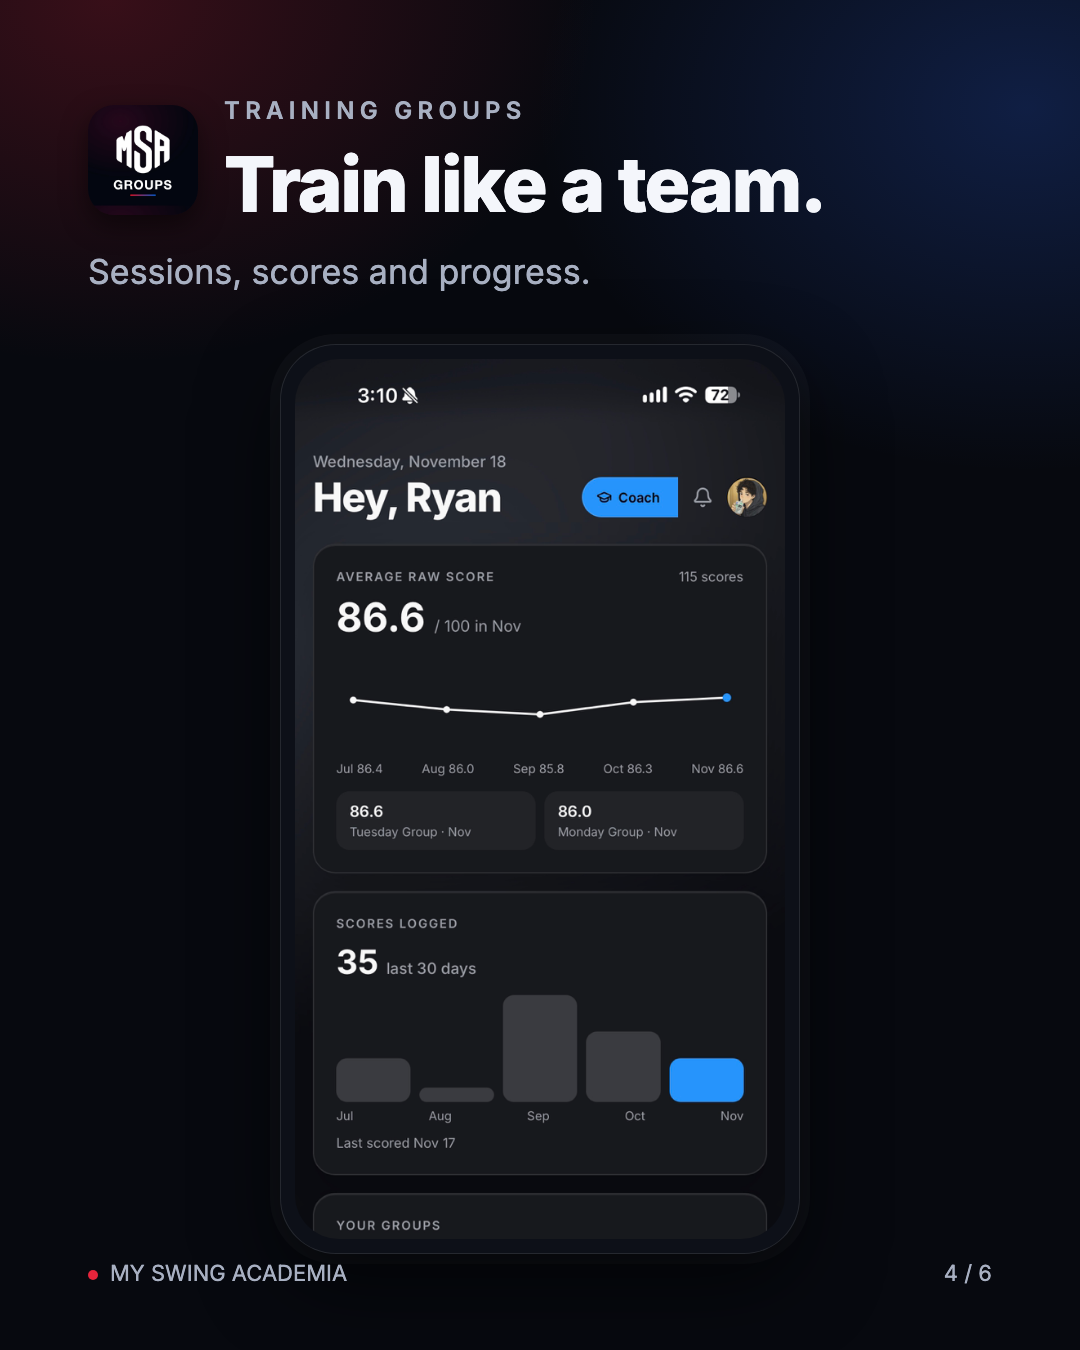 TRAINING GROUPS
MSA
GROUPS
Train like a team.
Sessions, scores and progress.
3:10
72
Wednesday, November 18
Hey, Ryan
Coach
AVERAGE RAW SCORE
115 scores
86.6 / 100 in Nov
Jul 86.4 Aug 86.0 Sep 85.8 Oct 86.3 Nov 86.6
86.6
Tuesday Group · Nov
86.0
Monday Group · Nov
SCORES LOGGED
35 last 30 days
Jul Aug Sep Oct Nov
Last scored Nov 17
YOUR GROUPS
MY SWING ACADEMIA
4 / 6